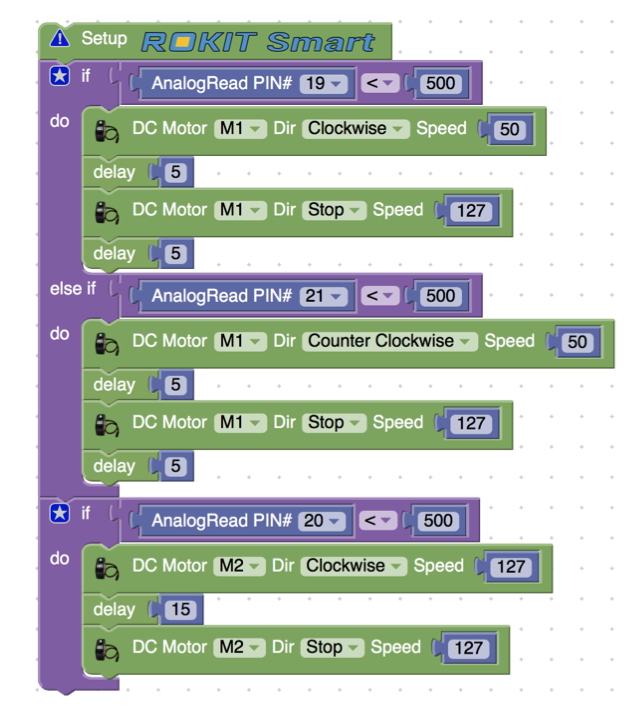 Setup ROKIT Smart
if AnalogRead PIN# 19 < 500
do DC Motor M1 Dir Clockwise Speed 50
delay 5
DC Motor M1 Dir Stop Speed 127
delay 5
else if AnalogRead PIN# 21 < 500
do DC Motor M1 Dir Counter Clockwise Speed 50
delay 5
DC Motor M1 Dir Stop Speed 127
delay 5
if AnalogRead PIN# 20 < 500
do DC Motor M2 Dir Clockwise Speed 127
delay 15
DC Motor M2 Dir Stop Speed 127